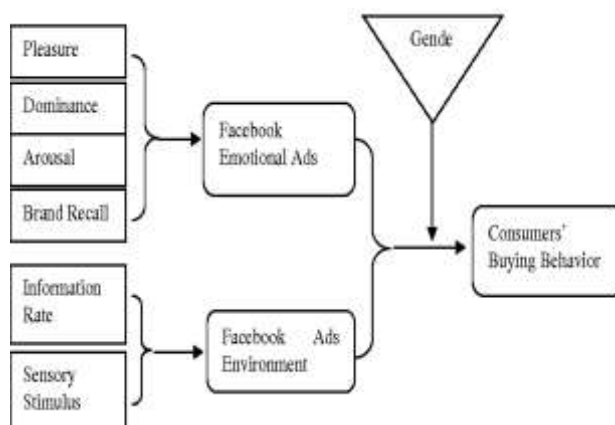 Pleasure
Dominance
Arousal
Brand Recall
Information
Rate
Sensory
Stimulus
Facebook
Emotional Ads
Facebook Ads
Environment
Gende
Consumers'
Buying Behavior